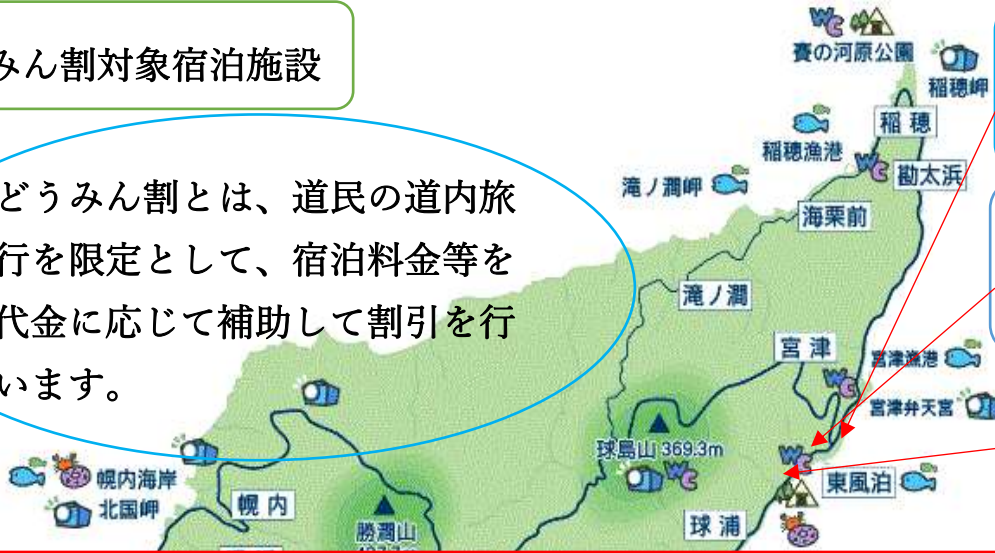 みん割対象宿泊施設
どうみん割とは、道民の道内旅
行を限定として、宿泊料金等を
代金に応じて補助して割引を行
います。
WC
賽の河原公園
稲穂岬
稲穂
稲穂漁港
WC
勘太浜
滝ノ澗岬
海栗前
滝ノ澗
宮津
宮津漁港
WC
宮津弁天宮
球島山 369.3m
WC
WC
東風泊
球浦
幌内海岸
北国岬
幌内
勝澗山